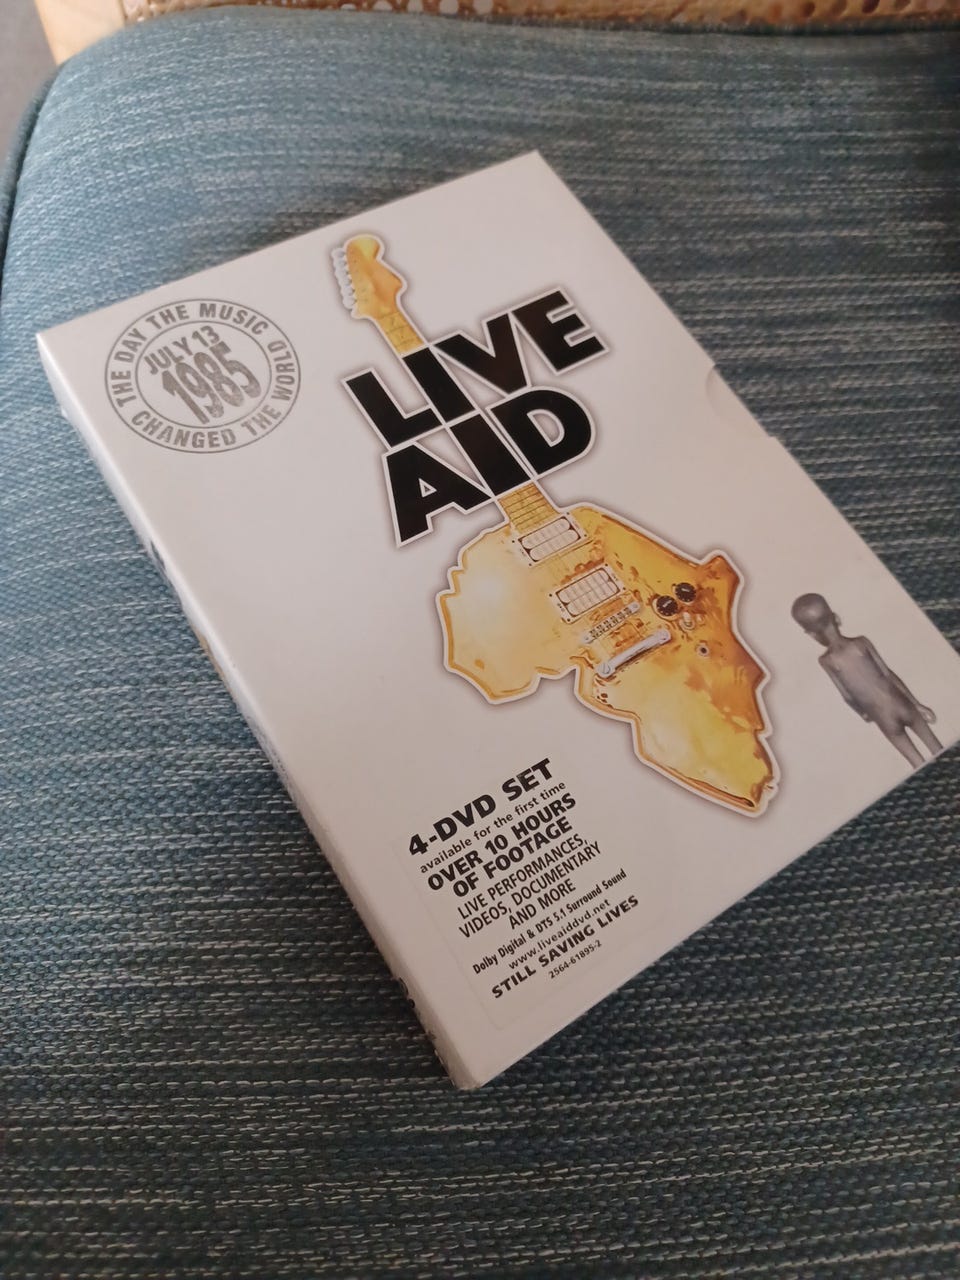 THE DAY THE MUSIC
JULY 13
1985
CHANGED THE WORLD
LIVE
AID
4-DVD SET
available for the first time
OVER 10 HOURS
OF FOOTAGE
LIVE PERFORMANCES,
VIDEOS, DOCUMENTARY
AND MORE
Dolby Digital & DTS 5.1 Surround Sound
www.liveaiddvd.net
STILL SAVING LIVES
2564-61895-2